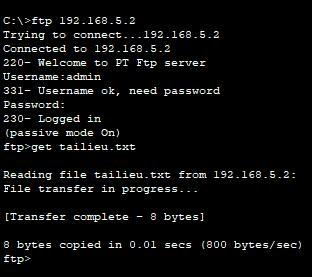 C:\>ftp 192.168.5.2
Trying to connect...192.168.5.2
Connected to 192.168.5.2
220- Welcome to PT Ftp server
Username:admin
331- Username ok, need password
Password:
230- Logged in
(passive mode On)
ftp>get tailieu.txt
Reading file tailieu.txt from 192.168.5.2:
File transfer in progress...
[Transfer complete - 8 bytes]
8 bytes copied in 0.01 secs (800 bytes/sec)
ftp>